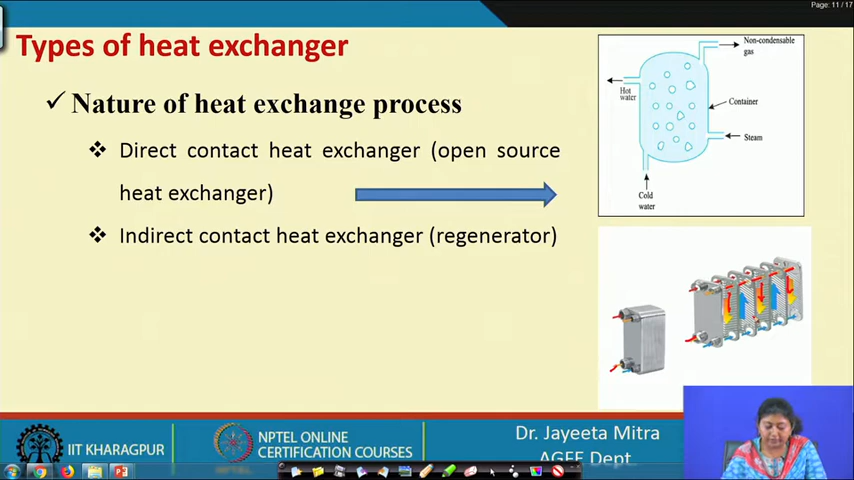 Page: 11 / 17
Types of heat exchanger
✓ Nature of heat exchange process
❖ Direct contact heat exchanger (open source
heat exchanger)
❖ Indirect contact heat exchanger (regenerator)
Non-condensable
gas
Hot
water
Container
Steam
Cold
water
IIT KHARAGPUR
NPTEL ONLINE
CERTIFICATION COURSES
Dr. Jayeeta Mitra
AGFE Dept.